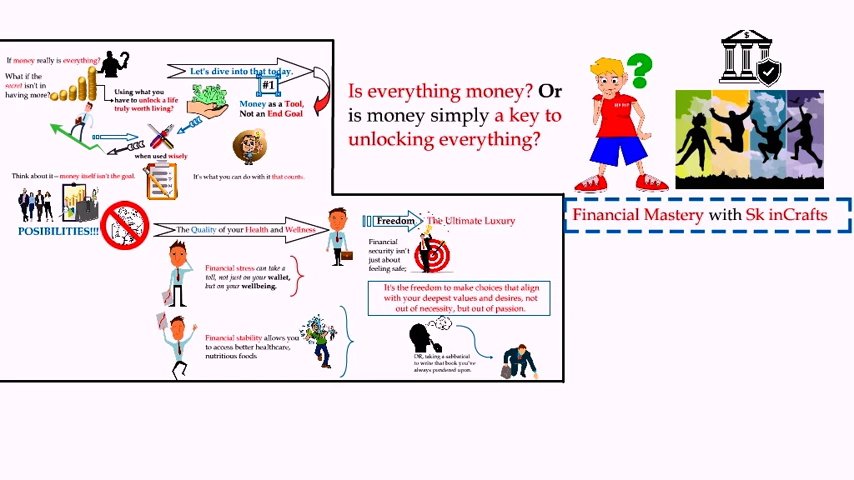 If money really is everything?
What if the
secret isn't in
having more?
Using what you
have to unlock a life
truly worth living?
Let's dive into that today.
#1
Money as a Tool,
Not an End Goal
when used wisely
Think about it – money itself isn't the goal.
It's what you can do with it that counts.
POSIBILITIES!!!
Is everything money? Or
is money simply a key to
unlocking everything?
$
Financial Mastery with Sk inCrafts
The Quality of your Health and Wellness
Financial stress can take a
toll, not just on your wallet,
but on your wellbeing.
Financial stability allows you
to access better healthcare,
nutritious foods
Freedom The Ultimate Luxury
Financial
security isn't
just about
feeling safe;
It's the freedom to make choices that align
with your deepest values and desires, not
out of necessity, but out of passion.
OR, taking a sabbatical
to write that book you've
always pondered upon.